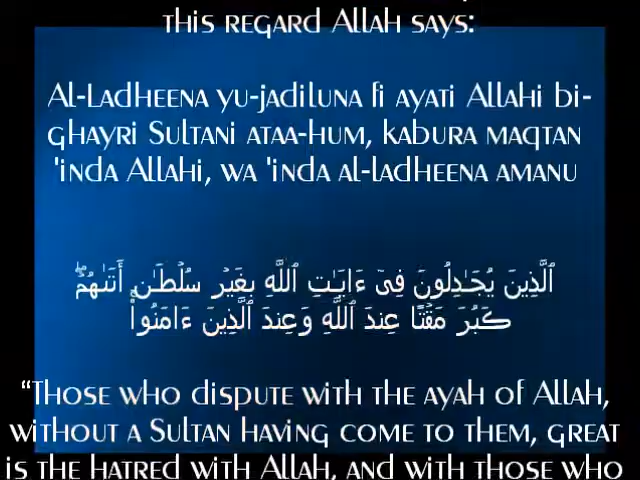 this regard Allah says:
Al-Ladheena yu-jadiluna fi ayati Allahi bi-
ghayri Sultani ataa-hum, kabura maqtan
'inda Allahi, wa 'inda al-ladheena amanu
ٱلَّذِينَ يُجَـٰدِلُونَ فِىٓ ءَايَـٰتِ ٱللَّهِ بِغَيْرِ سُلْطَـٰنٍ أَتَىٰهُمْ ۖ
كَبُرَ مَقْتًا عِندَ ٱللَّهِ وَعِندَ ٱلَّذِينَ ءَامَنُوا۟ ۚ
“Those who dispute with the ayah of Allah,
without a Sultan having come to them, great
is the hatred with Allah, and with those who